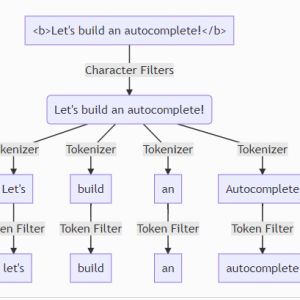 <b>Let's build an autocomplete!</b>
Character Filters
Let's build an autocomplete!
okenizer Tokenizer Tokenizer Tokenizer
Let's build an Autocomplete
ken Filter Token Filter Token Filter Token Filter
let's build an autocomplete